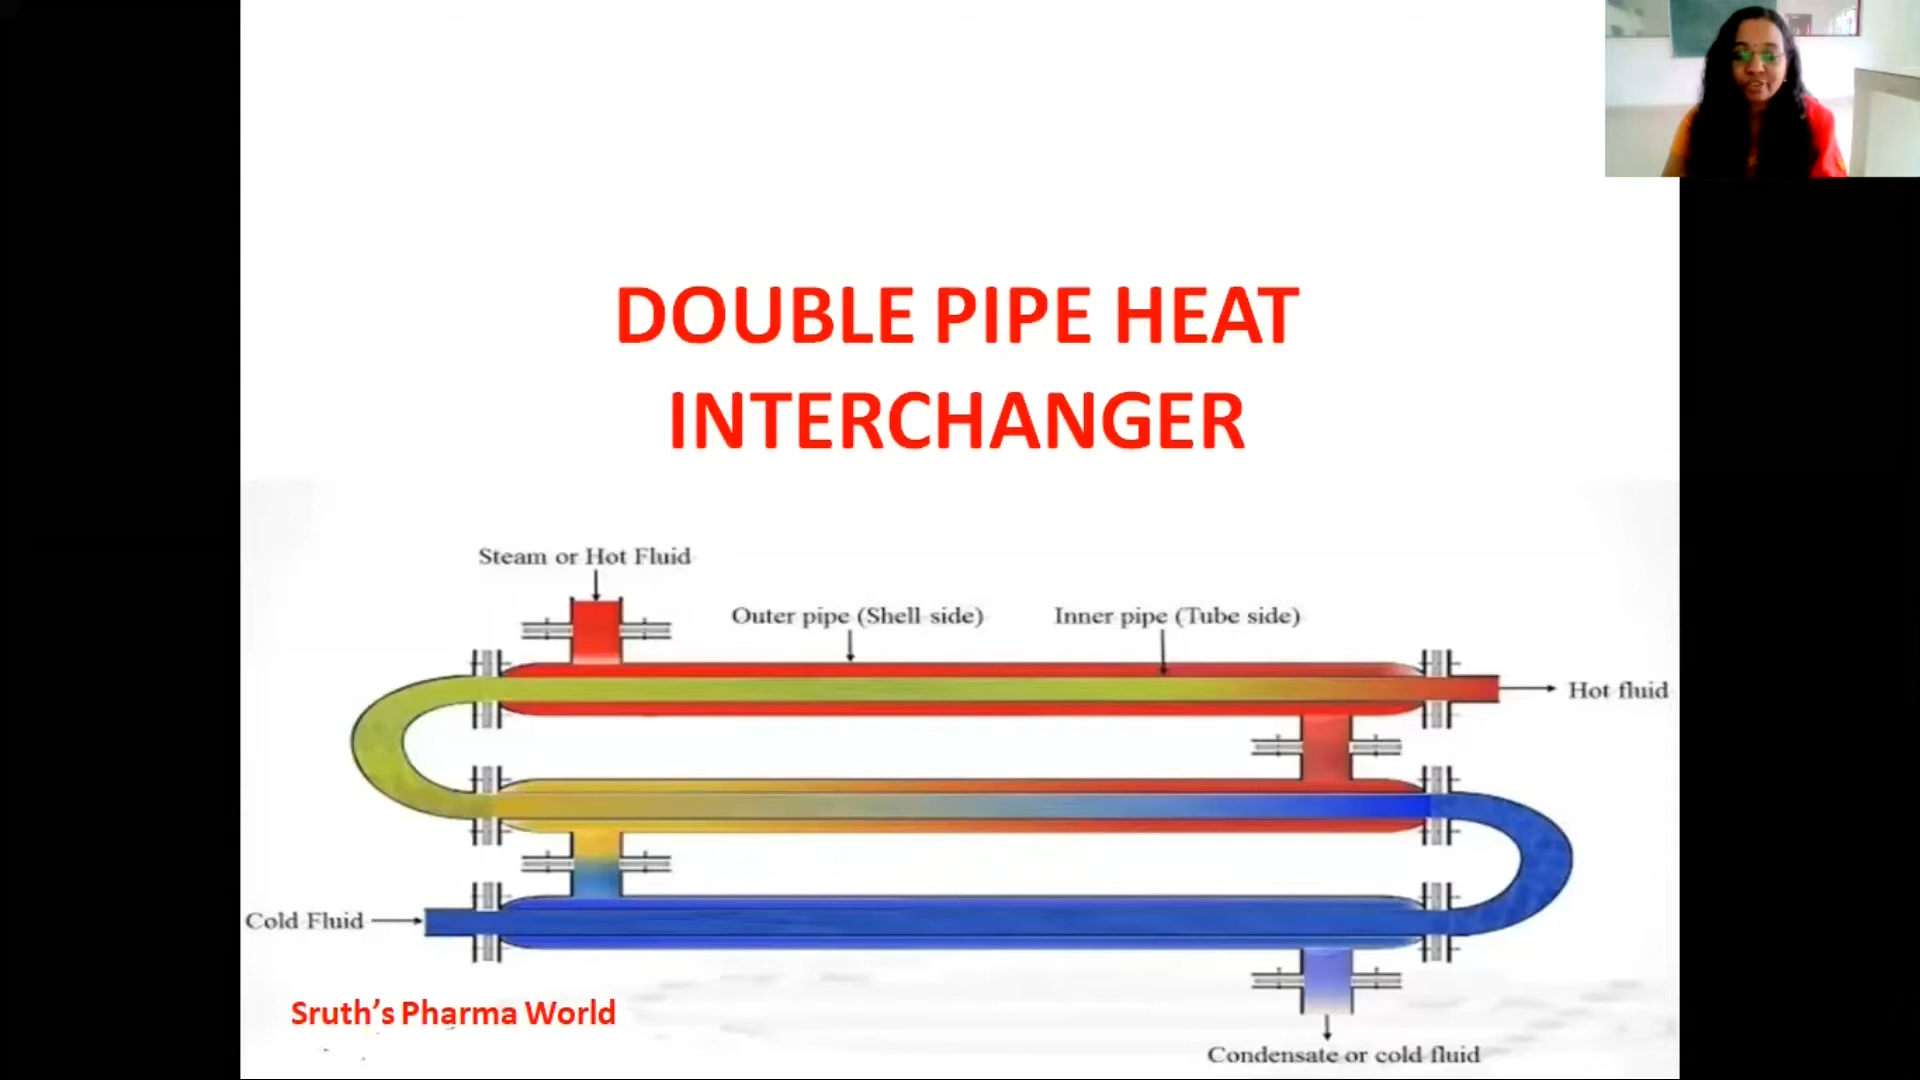 DOUBLE PIPE HEAT
INTERCHANGER
Steam or Hot Fluid
Outer pipe (Shell side)
Inner pipe (Tube side)
Hot fluid
Cold Fluid
Sruth's Pharma World
Condensate or cold fluid